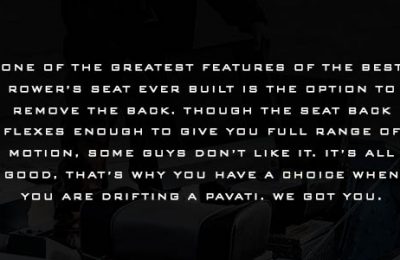 ONE OF THE GREATEST FEATURES OF THE BEST
ROWER'S SEAT EVER BUILT IS THE OPTION TO
REMOVE THE BACK. THOUGH THE SEAT BACK
FLEXES ENOUGH TO GIVE YOU FULL RANGE OF
MOTION, SOME GUYS DON'T LIKE IT. IT'S ALL
GOOD, THAT'S WHY YOU HAVE A CHOICE WHEN
YOU ARE DRIFTING A PAVATI. WE GOT YOU.